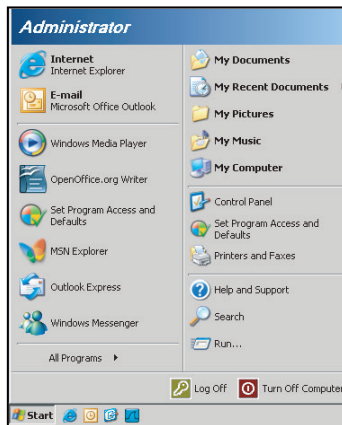 Administrator
Internet
Internet Explorer
E-mail
Microsoft Office Outlook
Windows Media Player
OpenOffice.org Writer
Set Program Access and
Defaults
MSN Explorer
Outlook Express
Windows Messenger
All Programs
My Documents
My Recent Documents
My Pictures
My Music
My Computer
Control Panel
Set Program Access and
Defaults
Printers and Faxes
Help and Support
Search
Run...
Log Off
Turn Off Computer
Start